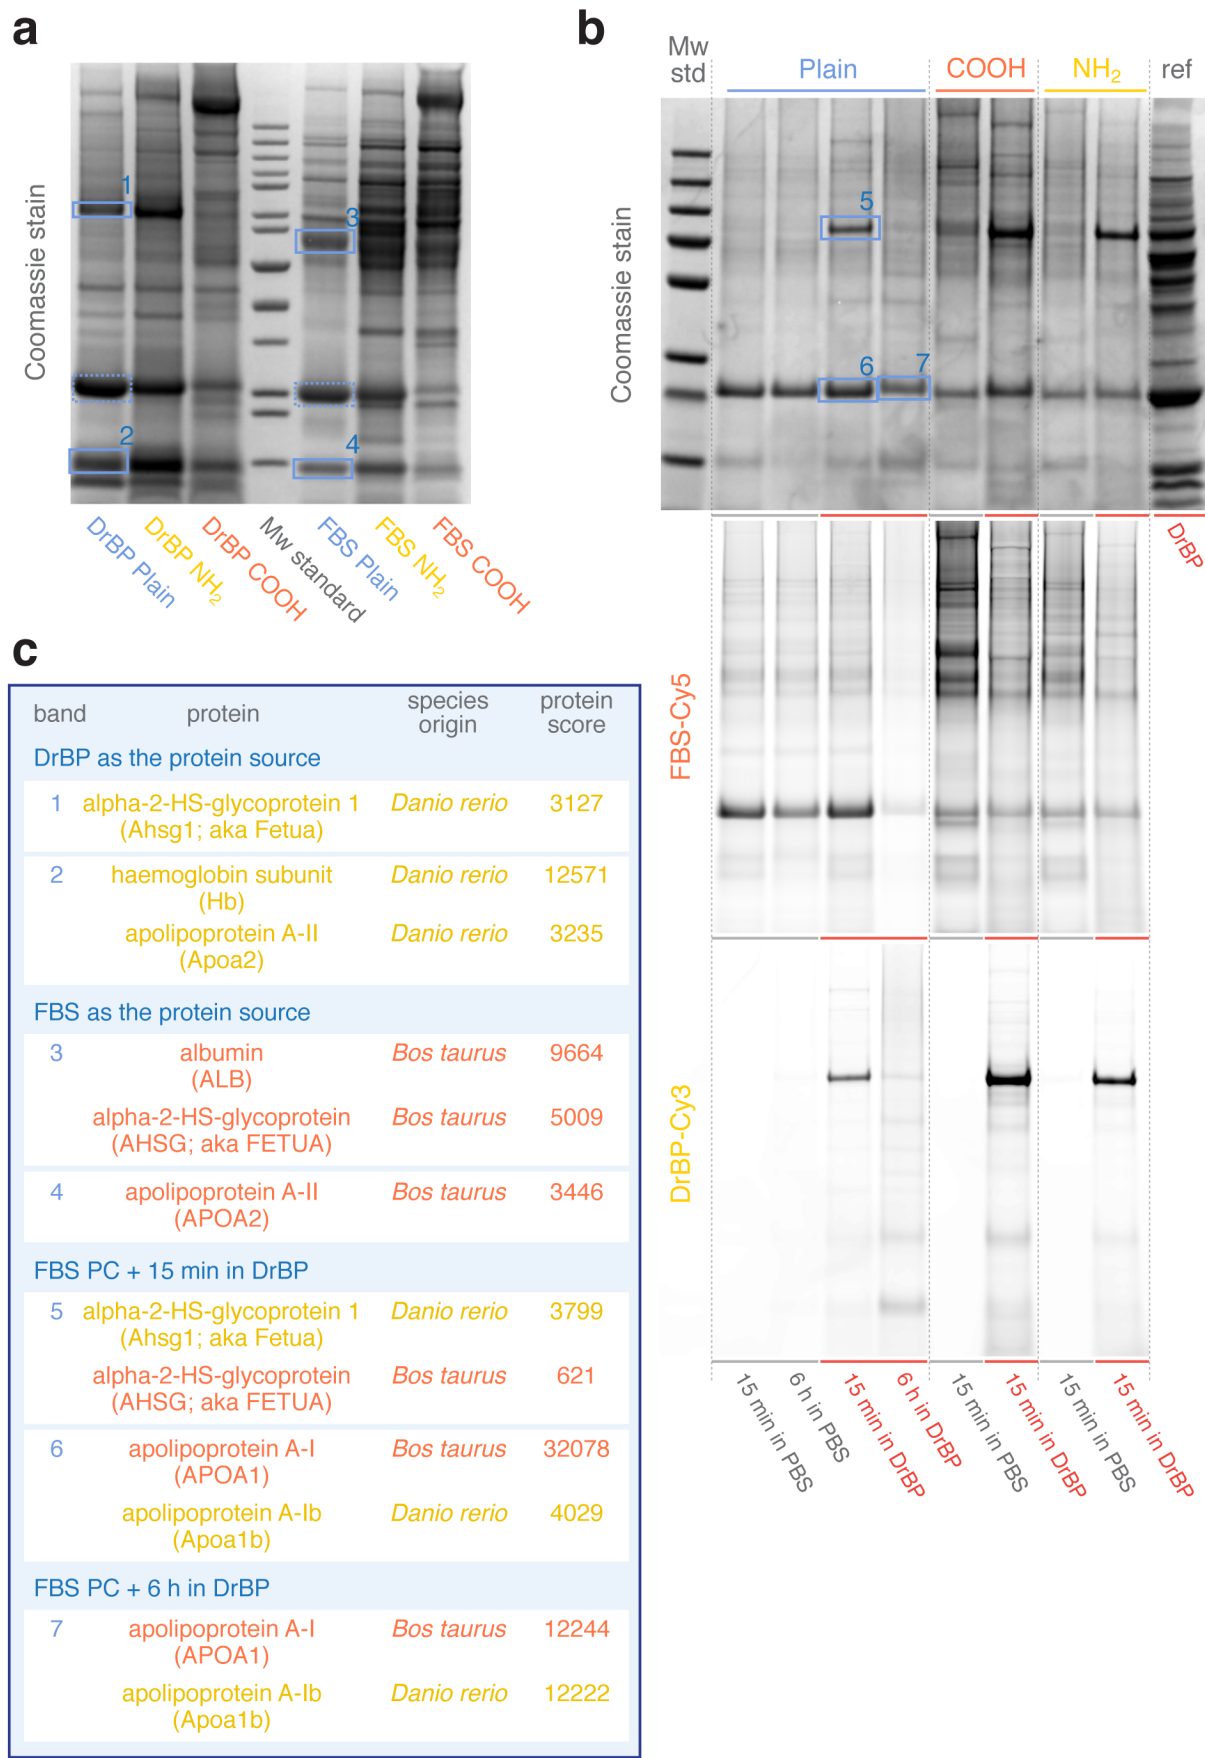 a
Coomassie stain
1
2
3
4
DrBP Plain
DrBP NH2
DrBP COOH
Mw standard
FBS Plain
FBS NH2
FBS COOH
b
Mw
std
Plain
COOH
NH2
ref
Coomassie stain
5
6
7
DrBP
FBS-Cy5
DrBP-Cy3
15 min in PBS
6 h in PBS
15 min in DrBP
6 h in DrBP
15 min in PBS
15 min in DrBP
15 min in PBS
15 min in DrBP
c
band protein species origin protein score
DrBP as the protein source
1 alpha-2-HS-glycoprotein 1 Danio rerio 3127
(Ahsg1; aka Fetua)
2 haemoglobin subunit Danio rerio 12571
(Hb)
apolipoprotein A-II Danio rerio 3235
(Apoa2)
FBS as the protein source
3 albumin Bos taurus 9664
(ALB)
alpha-2-HS-glycoprotein Bos taurus 5009
(AHSG; aka FETUA)
4 apolipoprotein A-II Bos taurus 3446
(APOA2)
FBS PC + 15 min in DrBP
5 alpha-2-HS-glycoprotein 1 Danio rerio 3799
(Ahsg1; aka Fetua)
alpha-2-HS-glycoprotein Bos taurus 621
(AHSG; aka FETUA)
6 apolipoprotein A-I Bos taurus 32078
(APOA1)
apolipoprotein A-Ib Danio rerio 4029
(Apoa1b)
FBS PC + 6 h in DrBP
7 apolipoprotein A-I Bos taurus 12244
(APOA1)
apolipoprotein A-Ib Danio rerio 12222
(Apoa1b)